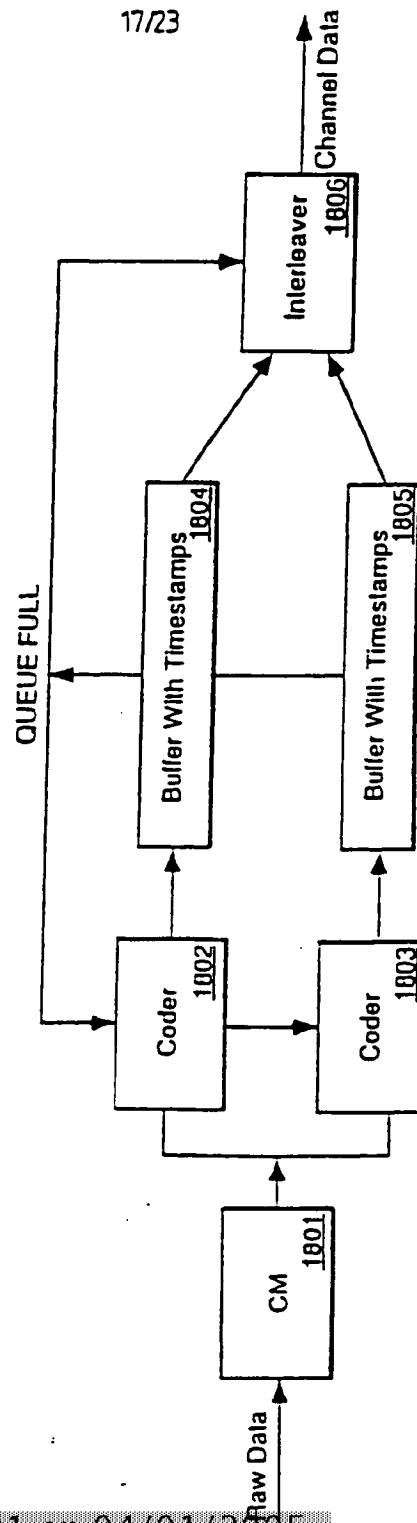 17/23
QUEUE FULL
Raw Data
CM
1801
Coder
1802
Coder
1803
Buffer With Timestamps
1804
Buffer With Timestamps
1805
Interleaver
1806
Channel Data